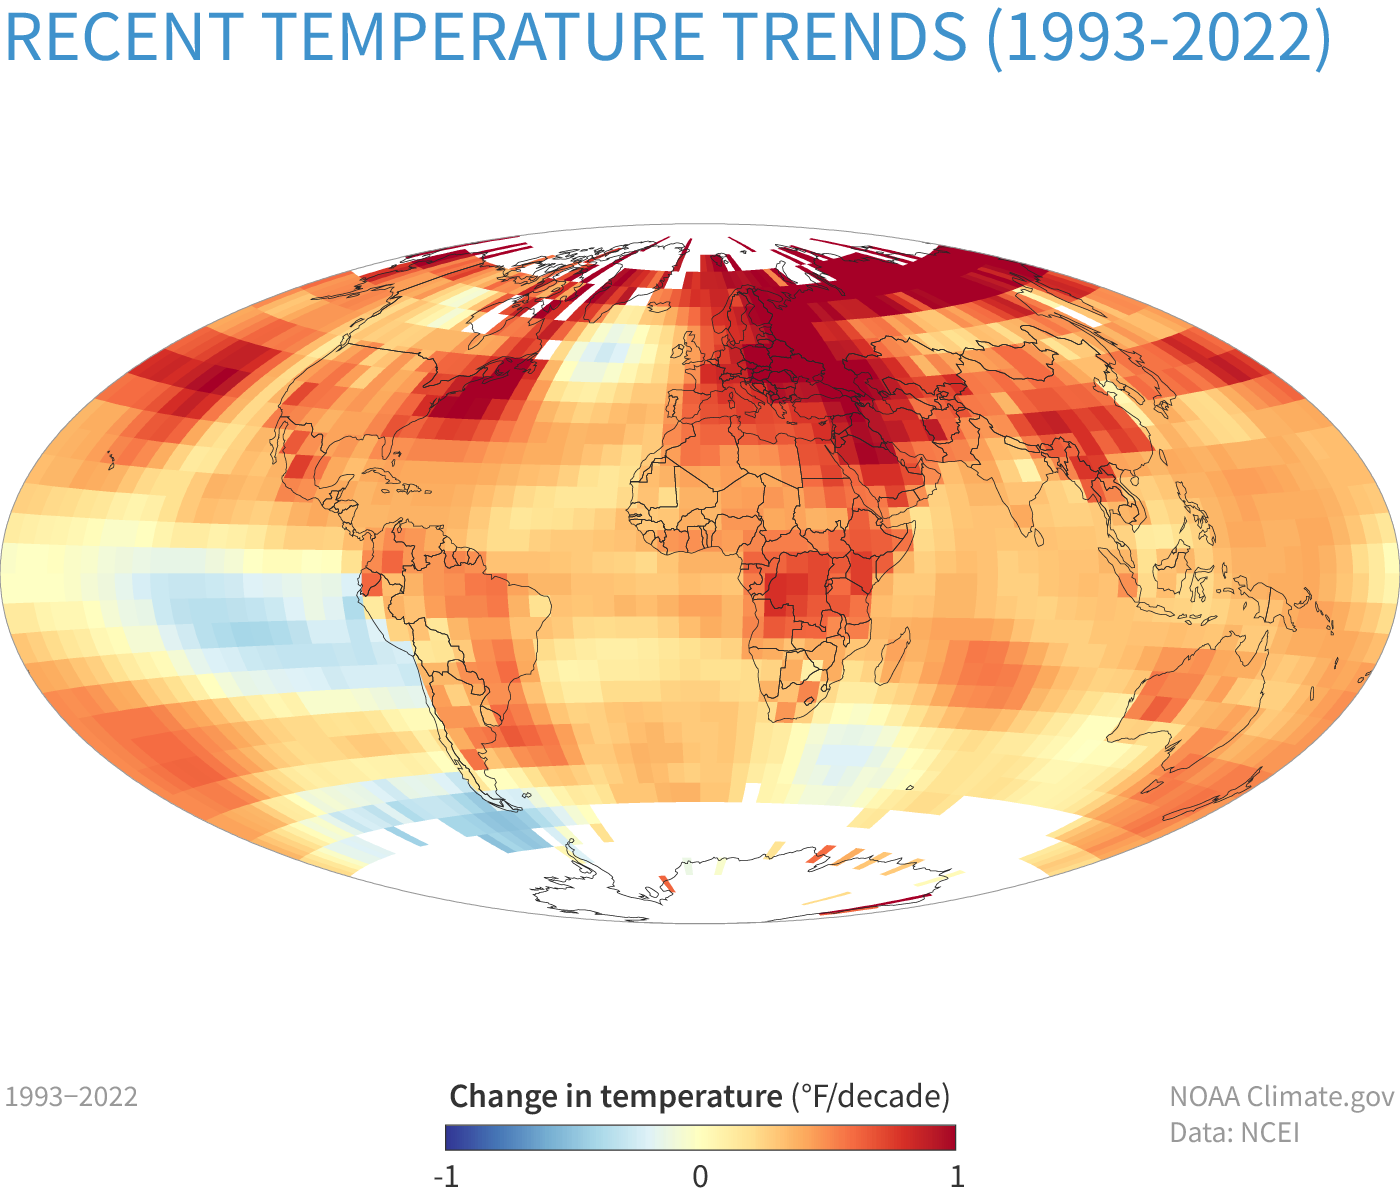 RECENT TEMPERATURE TRENDS (1993-2022)
1993–2022
Change in temperature (°F/decade)
-1 0 1
NOAA Climate.gov
Data: NCEI